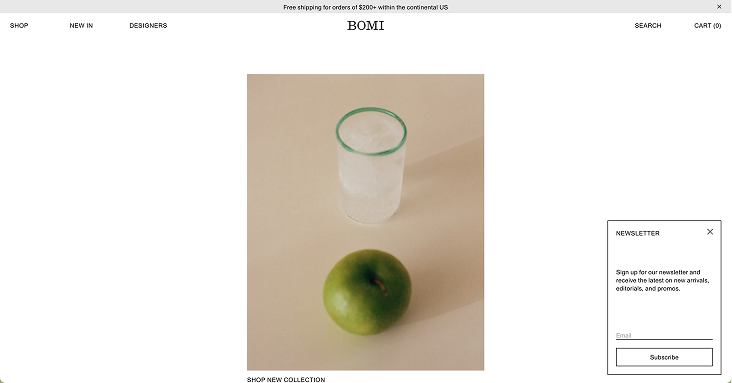 Free shipping for orders of $200+ within the continental US
SHOP NEW IN DESIGNERS BOMI SEARCH CART (0)
NEWSLETTER
Sign up for our newsletter and
receive the latest on new arrivals,
editorials, and promos.
Email
Subscribe
SHOP NEW COLLECTION